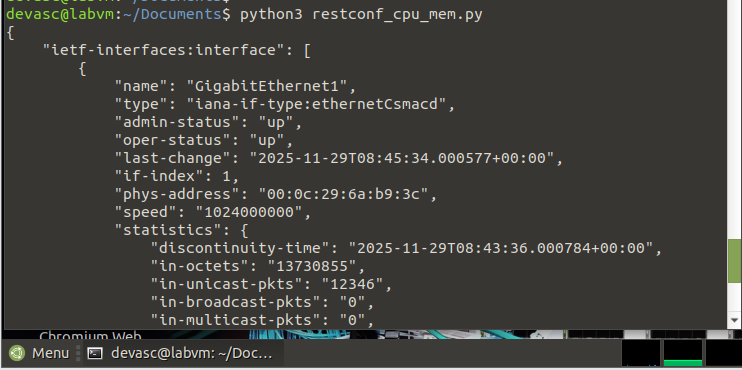 devasc@labvm:~/Documents$
devasc@labvm:~/Documents$ python3 restconf_cpu_mem.py
{
    "ietf-interfaces:interface": [
        {
            "name": "GigabitEthernet1",
            "type": "iana-if-type:ethernetCsmacd",
            "admin-status": "up",
            "oper-status": "up",
            "last-change": "2025-11-29T08:45:34.000577+00:00",
            "if-index": 1,
            "phys-address": "00:0c:29:6a:b9:3c",
            "speed": "1024000000",
            "statistics": {
                "discontinuity-time": "2025-11-29T08:43:36.000784+00:00",
                "in-octets": "13730855",
                "in-unicast-pkts": "12346",
                "in-broadcast-pkts": "0",
                "in-multicast-pkts": "0",
Chromium Web
Menu devasc@labvm: ~/Doc...